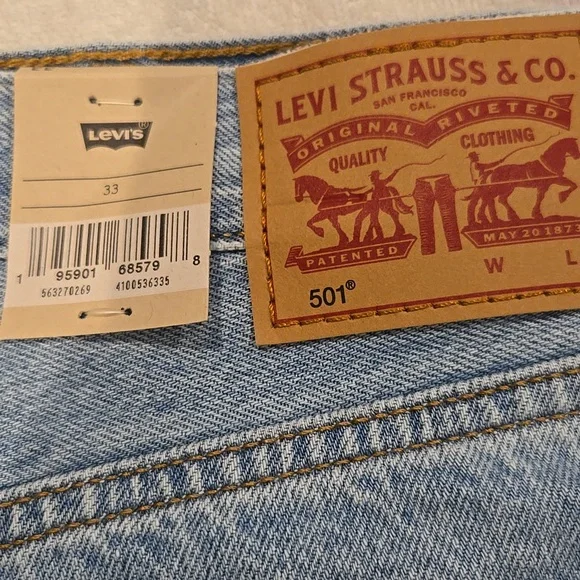 Levi's
33
1 95901 68579 8
563270269 4100536335
LEVI STRAUSS & CO.
SAN FRANCISCO
CAL.
ORIGINAL RIVETED
QUALITY CLOTHING
PATENTED MAY 20 1873
W L
501®